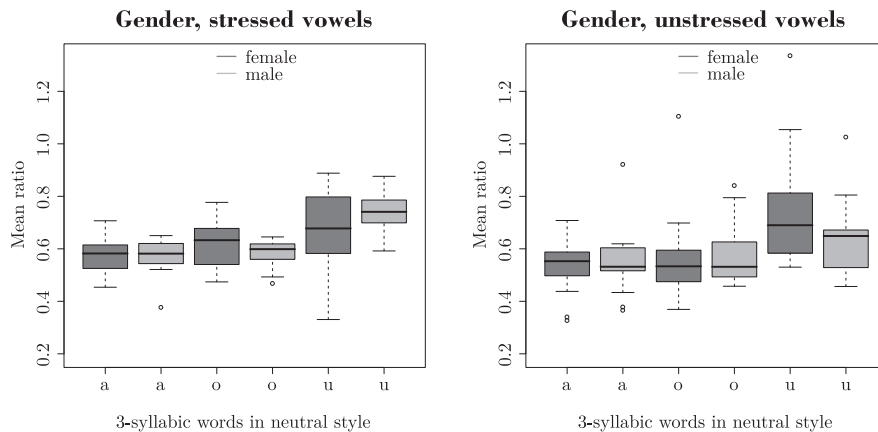 Gender, stressed vowels
female
male
1.2
1.0
0.8
0.6
0.4
0.2
Mean ratio
a a o o u u
3-syllabic words in neutral style
Gender, unstressed vowels
female
male
1.2
1.0
0.8
0.6
0.4
0.2
Mean ratio
a a o o u u
3-syllabic words in neutral style